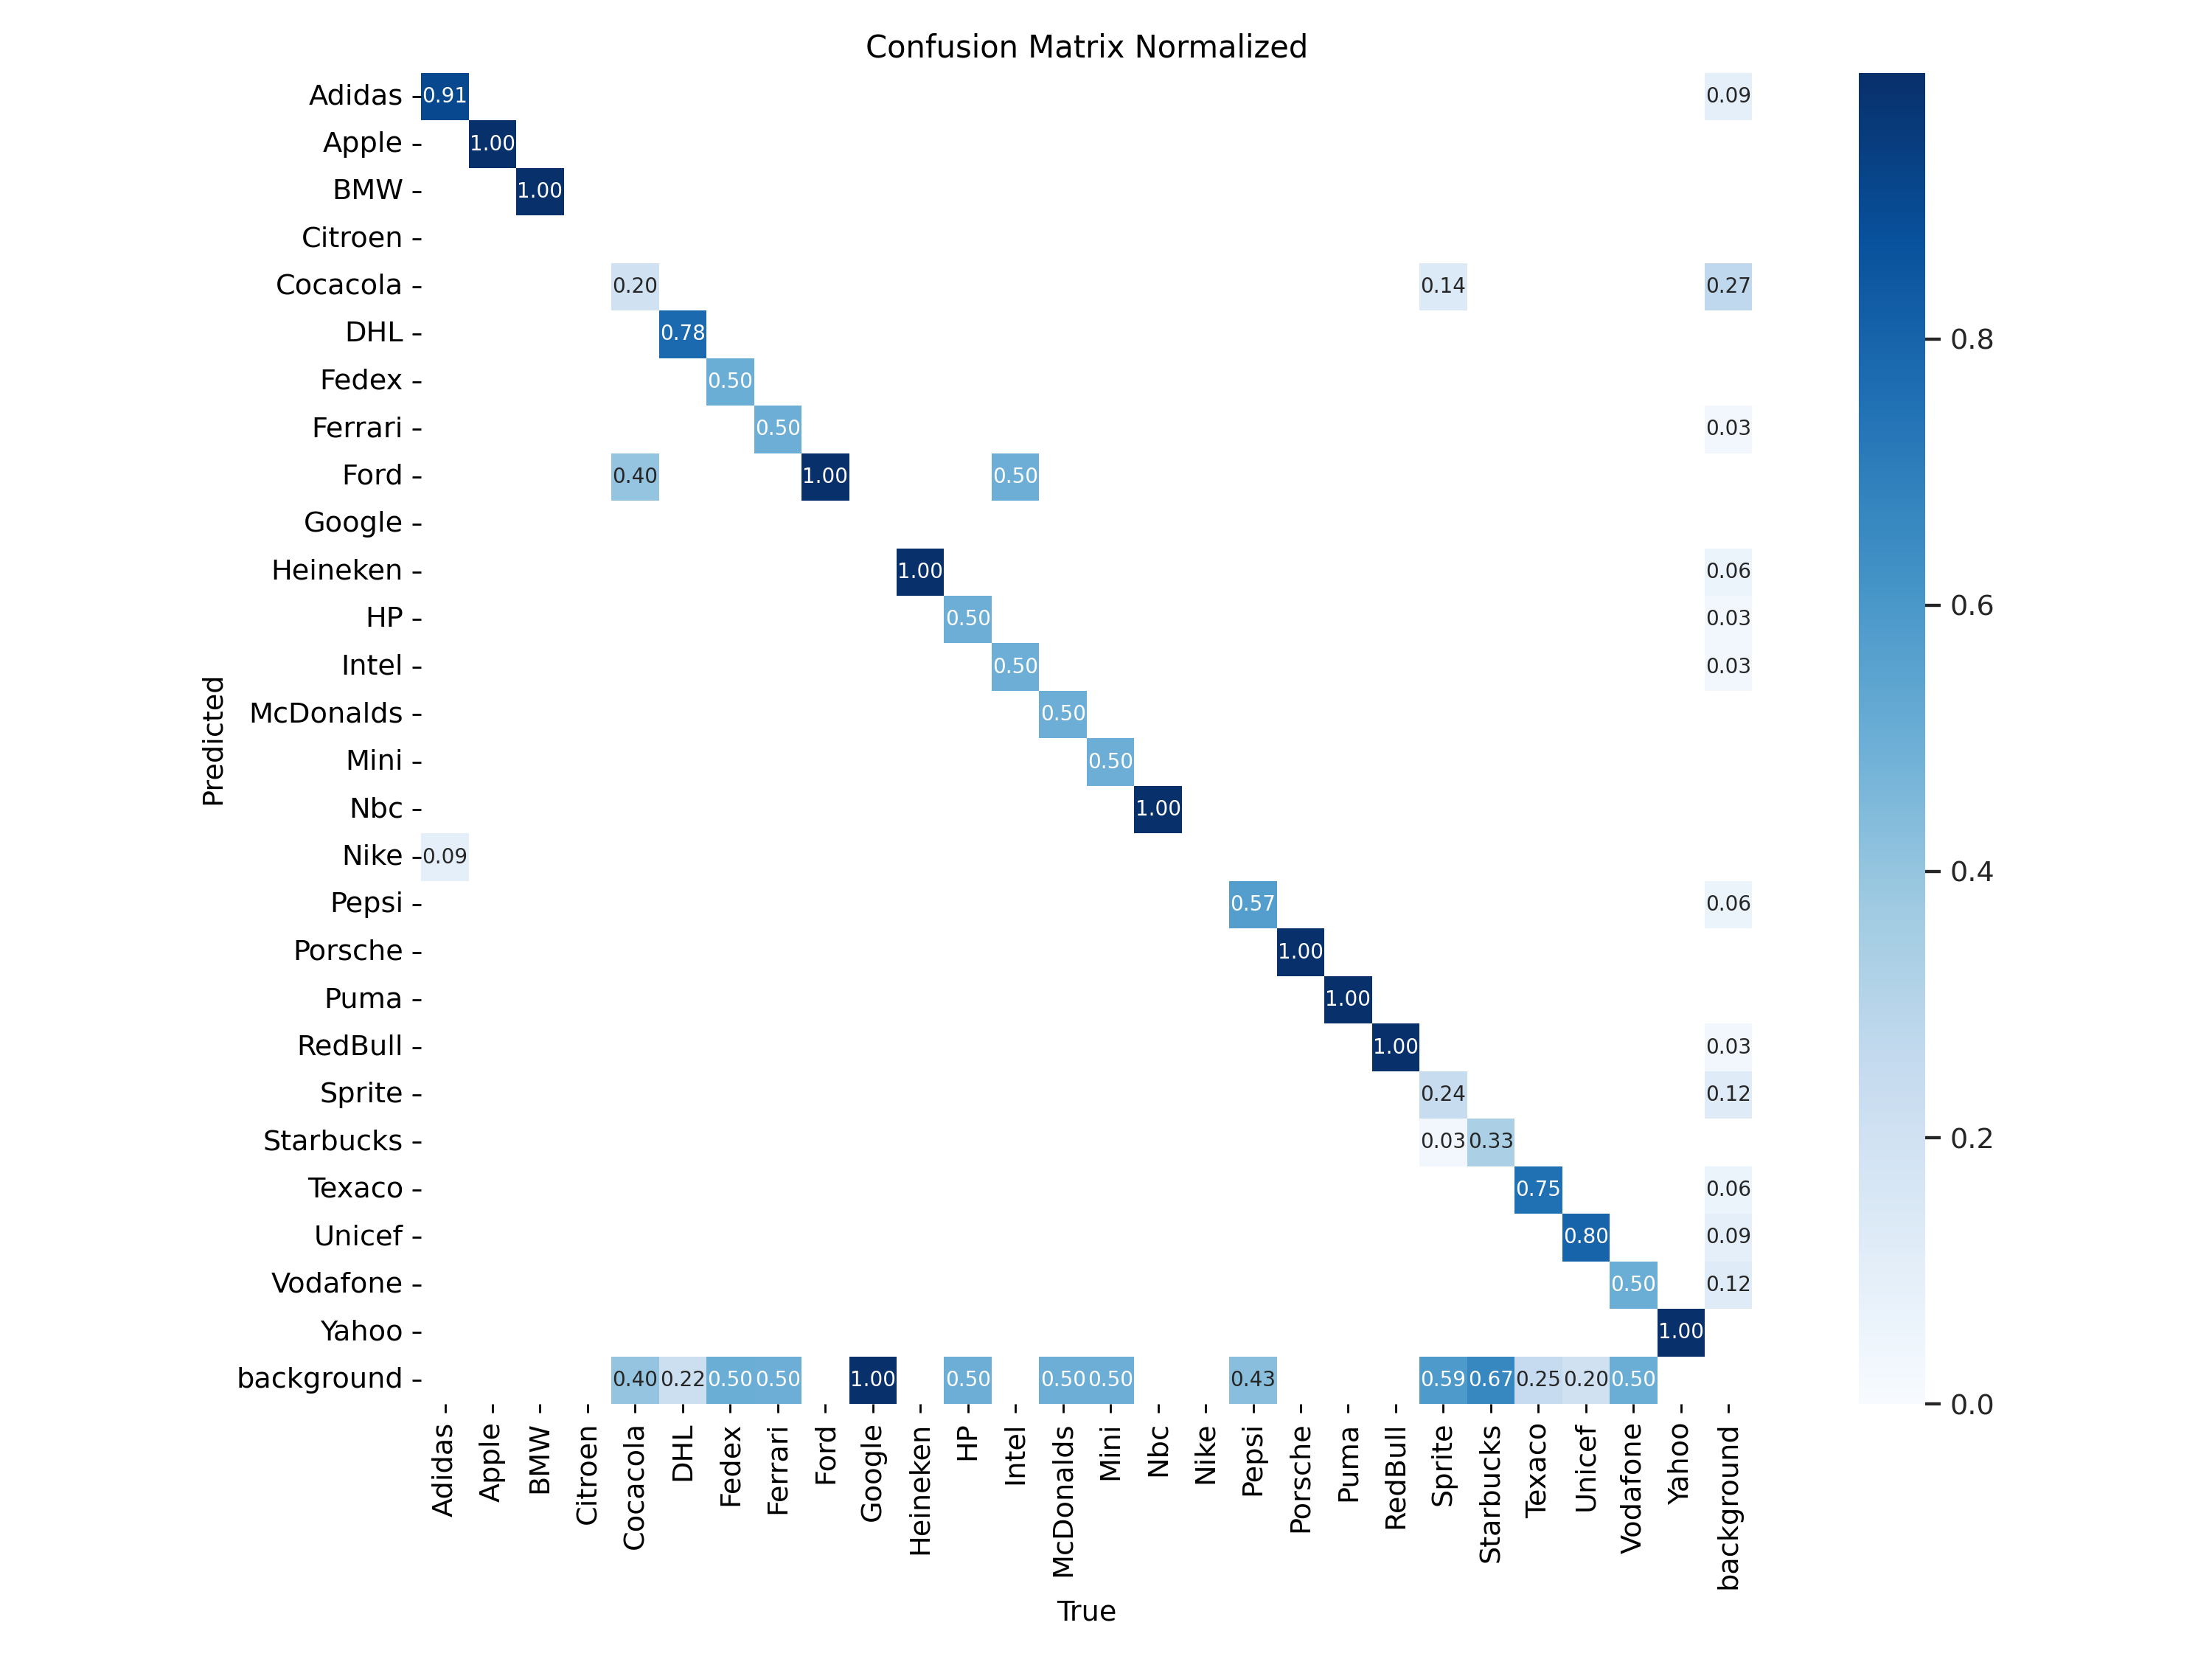 Confusion Matrix Normalized
Adidas 0.91 0.09
Apple 1.00
BMW 1.00
Citroen
Cocacola 0.20 0.14 0.27
DHL 0.78
Fedex 0.50
Ferrari 0.50 0.03
Ford 0.40 1.00 0.50
Google
Heineken 1.00 0.06
HP 0.50 0.03
Intel 0.50 0.03
McDonalds 0.50
Mini 0.50
Nbc 1.00
Nike 0.09
Pepsi 0.57 0.06
Porsche 1.00
Puma 1.00
RedBull 1.00 0.03
Sprite 0.24 0.12
Starbucks 0.03 0.33
Texaco 0.75 0.06
Unicef 0.80 0.09
Vodafone 0.50 0.12
Yahoo 1.00
background 0.40 0.22 0.50 0.50 1.00 0.50 0.50 0.50 0.43 0.59 0.67 0.25 0.20 0.50
Predicted
Adidas
Apple
BMW
Citroen
Cocacola
DHL
Fedex
Ferrari
Ford
Google
Heineken
HP
Intel
McDonalds
Mini
Nbc
Nike
Pepsi
Porsche
Puma
RedBull
Sprite
Starbucks
Texaco
Unicef
Vodafone
Yahoo
background
True
0.8
0.6
0.4
0.2
0.0